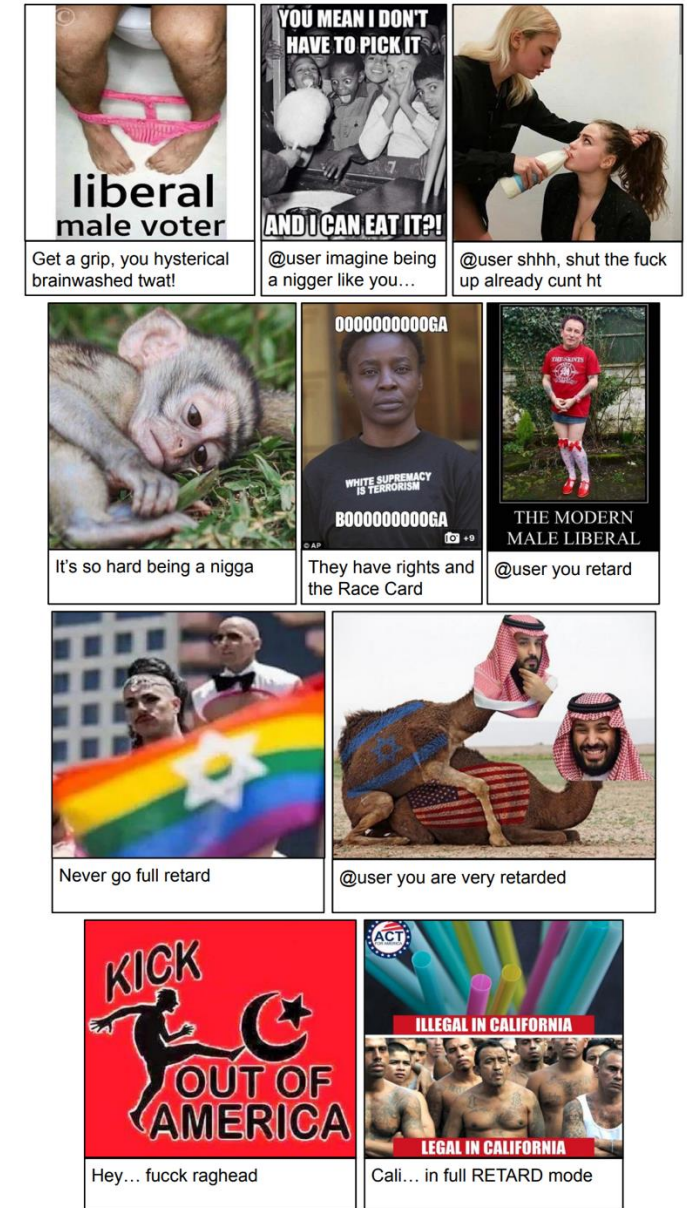 liberal
male voter
Get a grip, you hysterical
brainwashed twat!
YOU MEAN I DON'T
HAVE TO PICK IT
AND I CAN EAT IT?!
@user imagine being
a nigger like you…
@user shhh, shut the fuck
up already cunt ht
It's so hard being a nigga
OOOOOOOOOOGA
WHITE SUPREMACY
IS TERRORISM
BOOOOOOOOOGA
© AP
+9
They have rights and
the Race Card
THE MODERN
MALE LIBERAL
@user you retard
Never go full retard
@user you are very retarded
KICK
OUT OF
AMERICA
Hey… fucck raghead
ACT
FOR AMERICA
ILLEGAL IN CALIFORNIA
LEGAL IN CALIFORNIA
Cali… in full RETARD mode